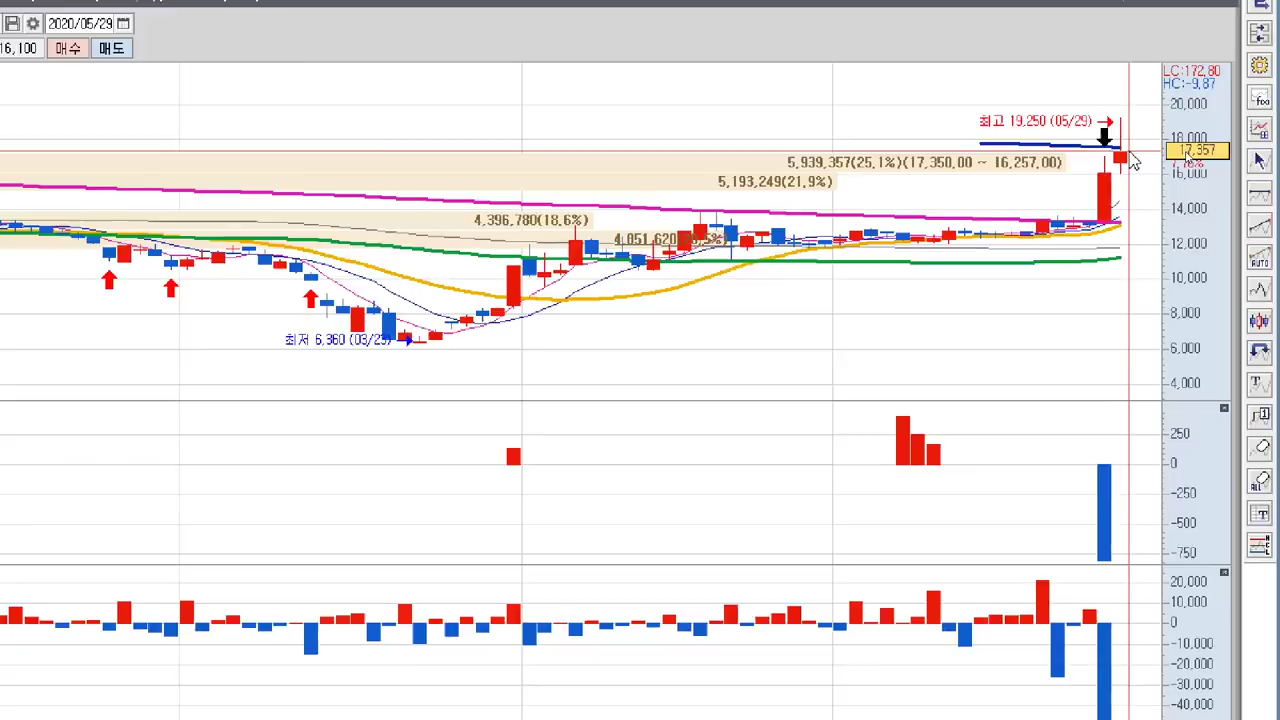 2020/05/29
16,100 매수 매도
LC:172,80
HC:-9,87
20,000
최고 19,250 (05/29)
18,000
17,357
5,939,357(25.1%)(17,350,00 ~ 16,257,00)
16,000
5,193,249(21.9%)
14,000
4,396,780(18.6%)
12,000
10,000
8,000
최저 6,360 (03/23)
6,000
4,000
250
0
-250
-500
-750
20,000
10,000
0
-10,000
-20,000
-30,000
-40,000
f(x)
AUTO
T
1
ALL
T